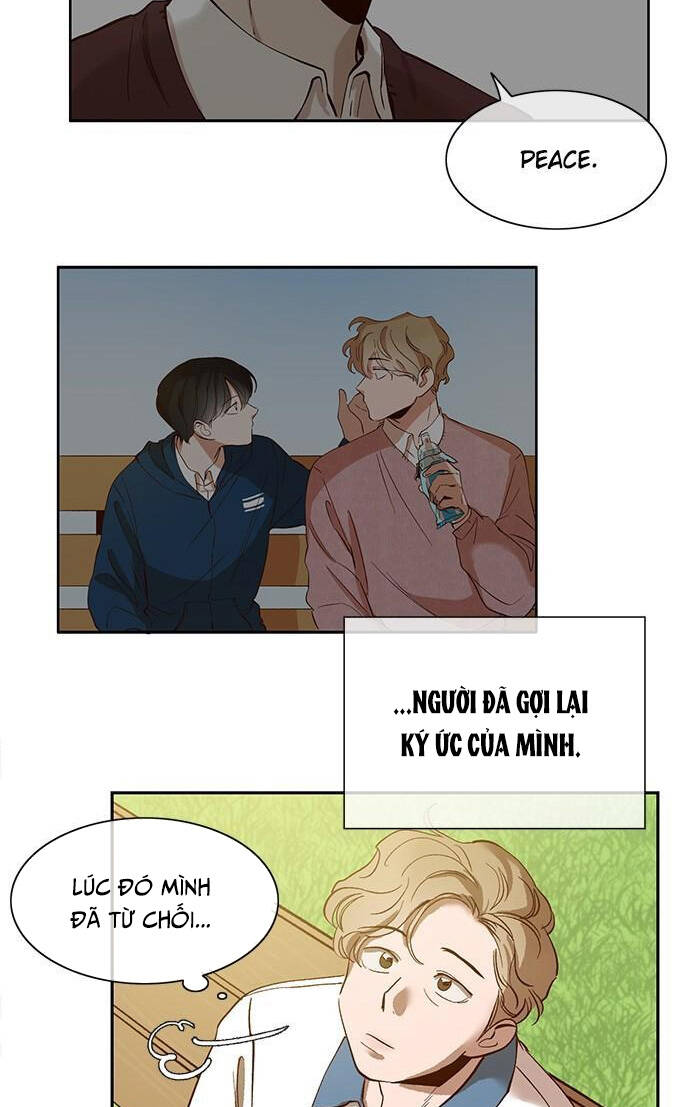 PEACE.
...NGƯỜI ĐÃ GỢI LẠI
KÝ ỨC CỦA MÌNH.
LÚC ĐÓ MÌNH
ĐÃ TỪ CHỐI...